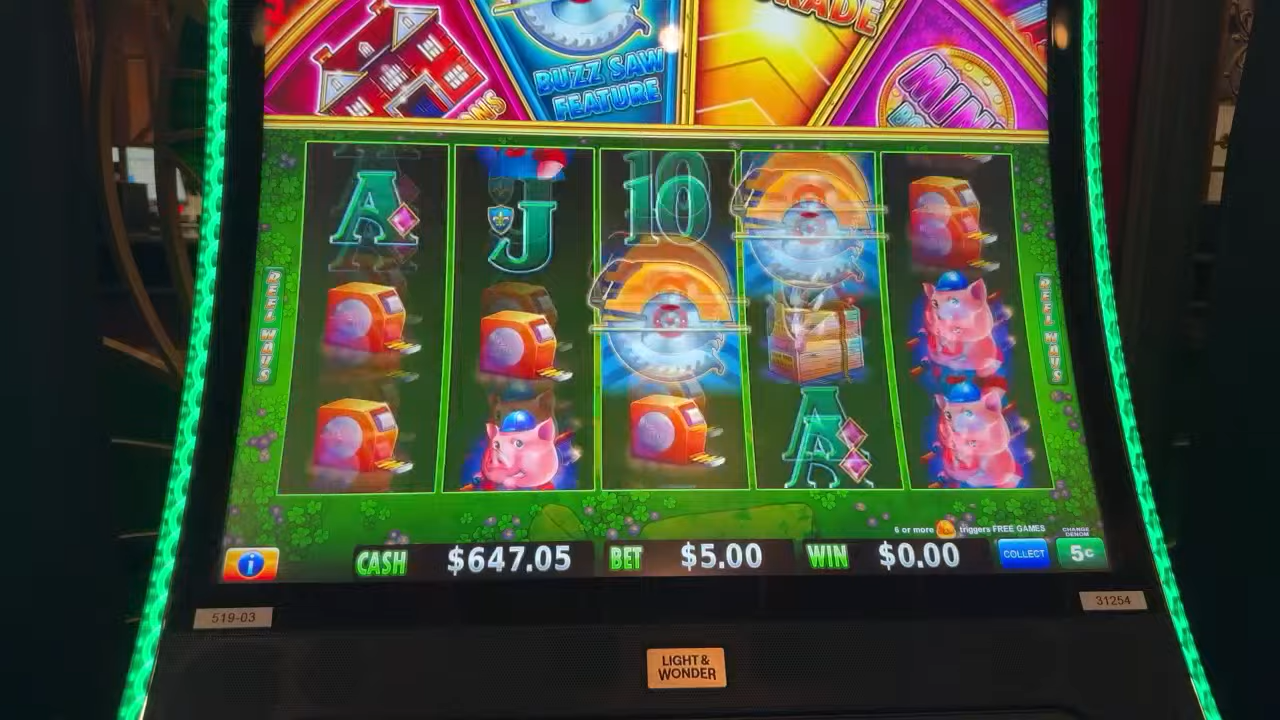 BUZZ SAW
FEATURE
MINI
A
J
10
REEL WAYS
REEL WAYS
A
6 or more triggers FREE GAMES
CHANGE
DENOM
i
CASH $647.05 BET $5.00 WIN $0.00
COLLECT
5¢
519-03
31254
LIGHT &
WONDER